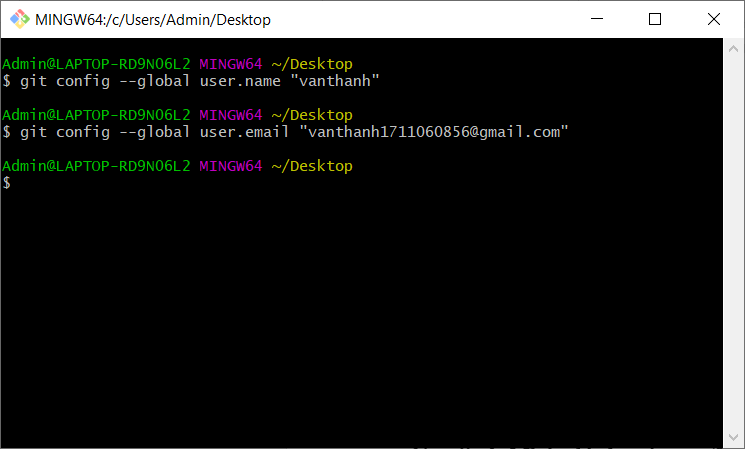 MINGW64:/c/Users/Admin/Desktop
Admin@LAPTOP-RD9NO6L2 MINGW64 ~/Desktop
$ git config --global user.name "vanthanh"
Admin@LAPTOP-RD9NO6L2 MINGW64 ~/Desktop
$ git config --global user.email "vanthanh1711060856@gmail.com"
Admin@LAPTOP-RD9NO6L2 MINGW64 ~/Desktop
$